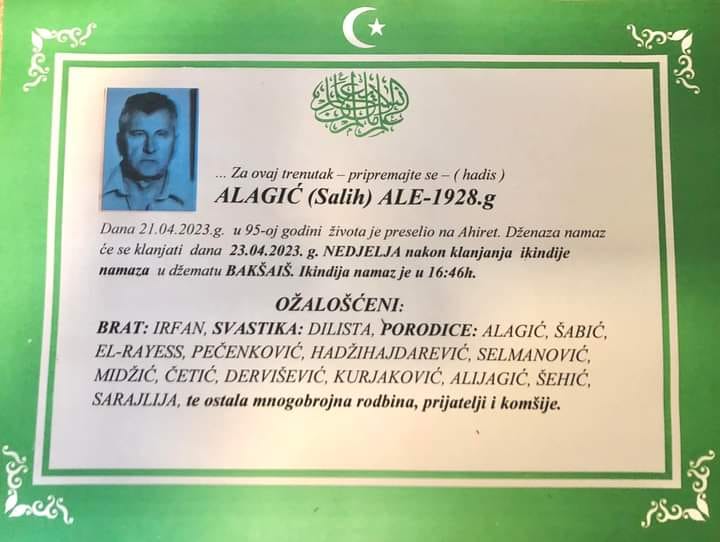 ... Za ovaj trenutak – pripremajte se – ( hadis )
ALAGIĆ (Salih) ALE-1928.g
Dana 21.04.2023.g. u 95-oj godini života je preselio na Ahiret. Dženaza namaz
će se klanjati dana 23.04.2023. g. NEDJELJA nakon klanjanja ikindije
namaza u džematu BAKŠAIŠ. Ikindija namaz je u 16:46h.
OŽALOŠĆENI:
BRAT: IRFAN, SVASTIKA: DILISTA, PORODICE: ALAGIĆ, ŠABIĆ,
EL-RAYESS, PEČENKOVIĆ, HADŽIHAJDAREVIĆ, SELMANOVIĆ,
MIDŽIĆ, ČETIĆ, DERVIŠEVIĆ, KURJAKOVIĆ, ALIJAGIĆ, ŠEHIĆ,
SARAJLIJA, te ostala mnogobrojna rodbina, prijatelji i komšije.